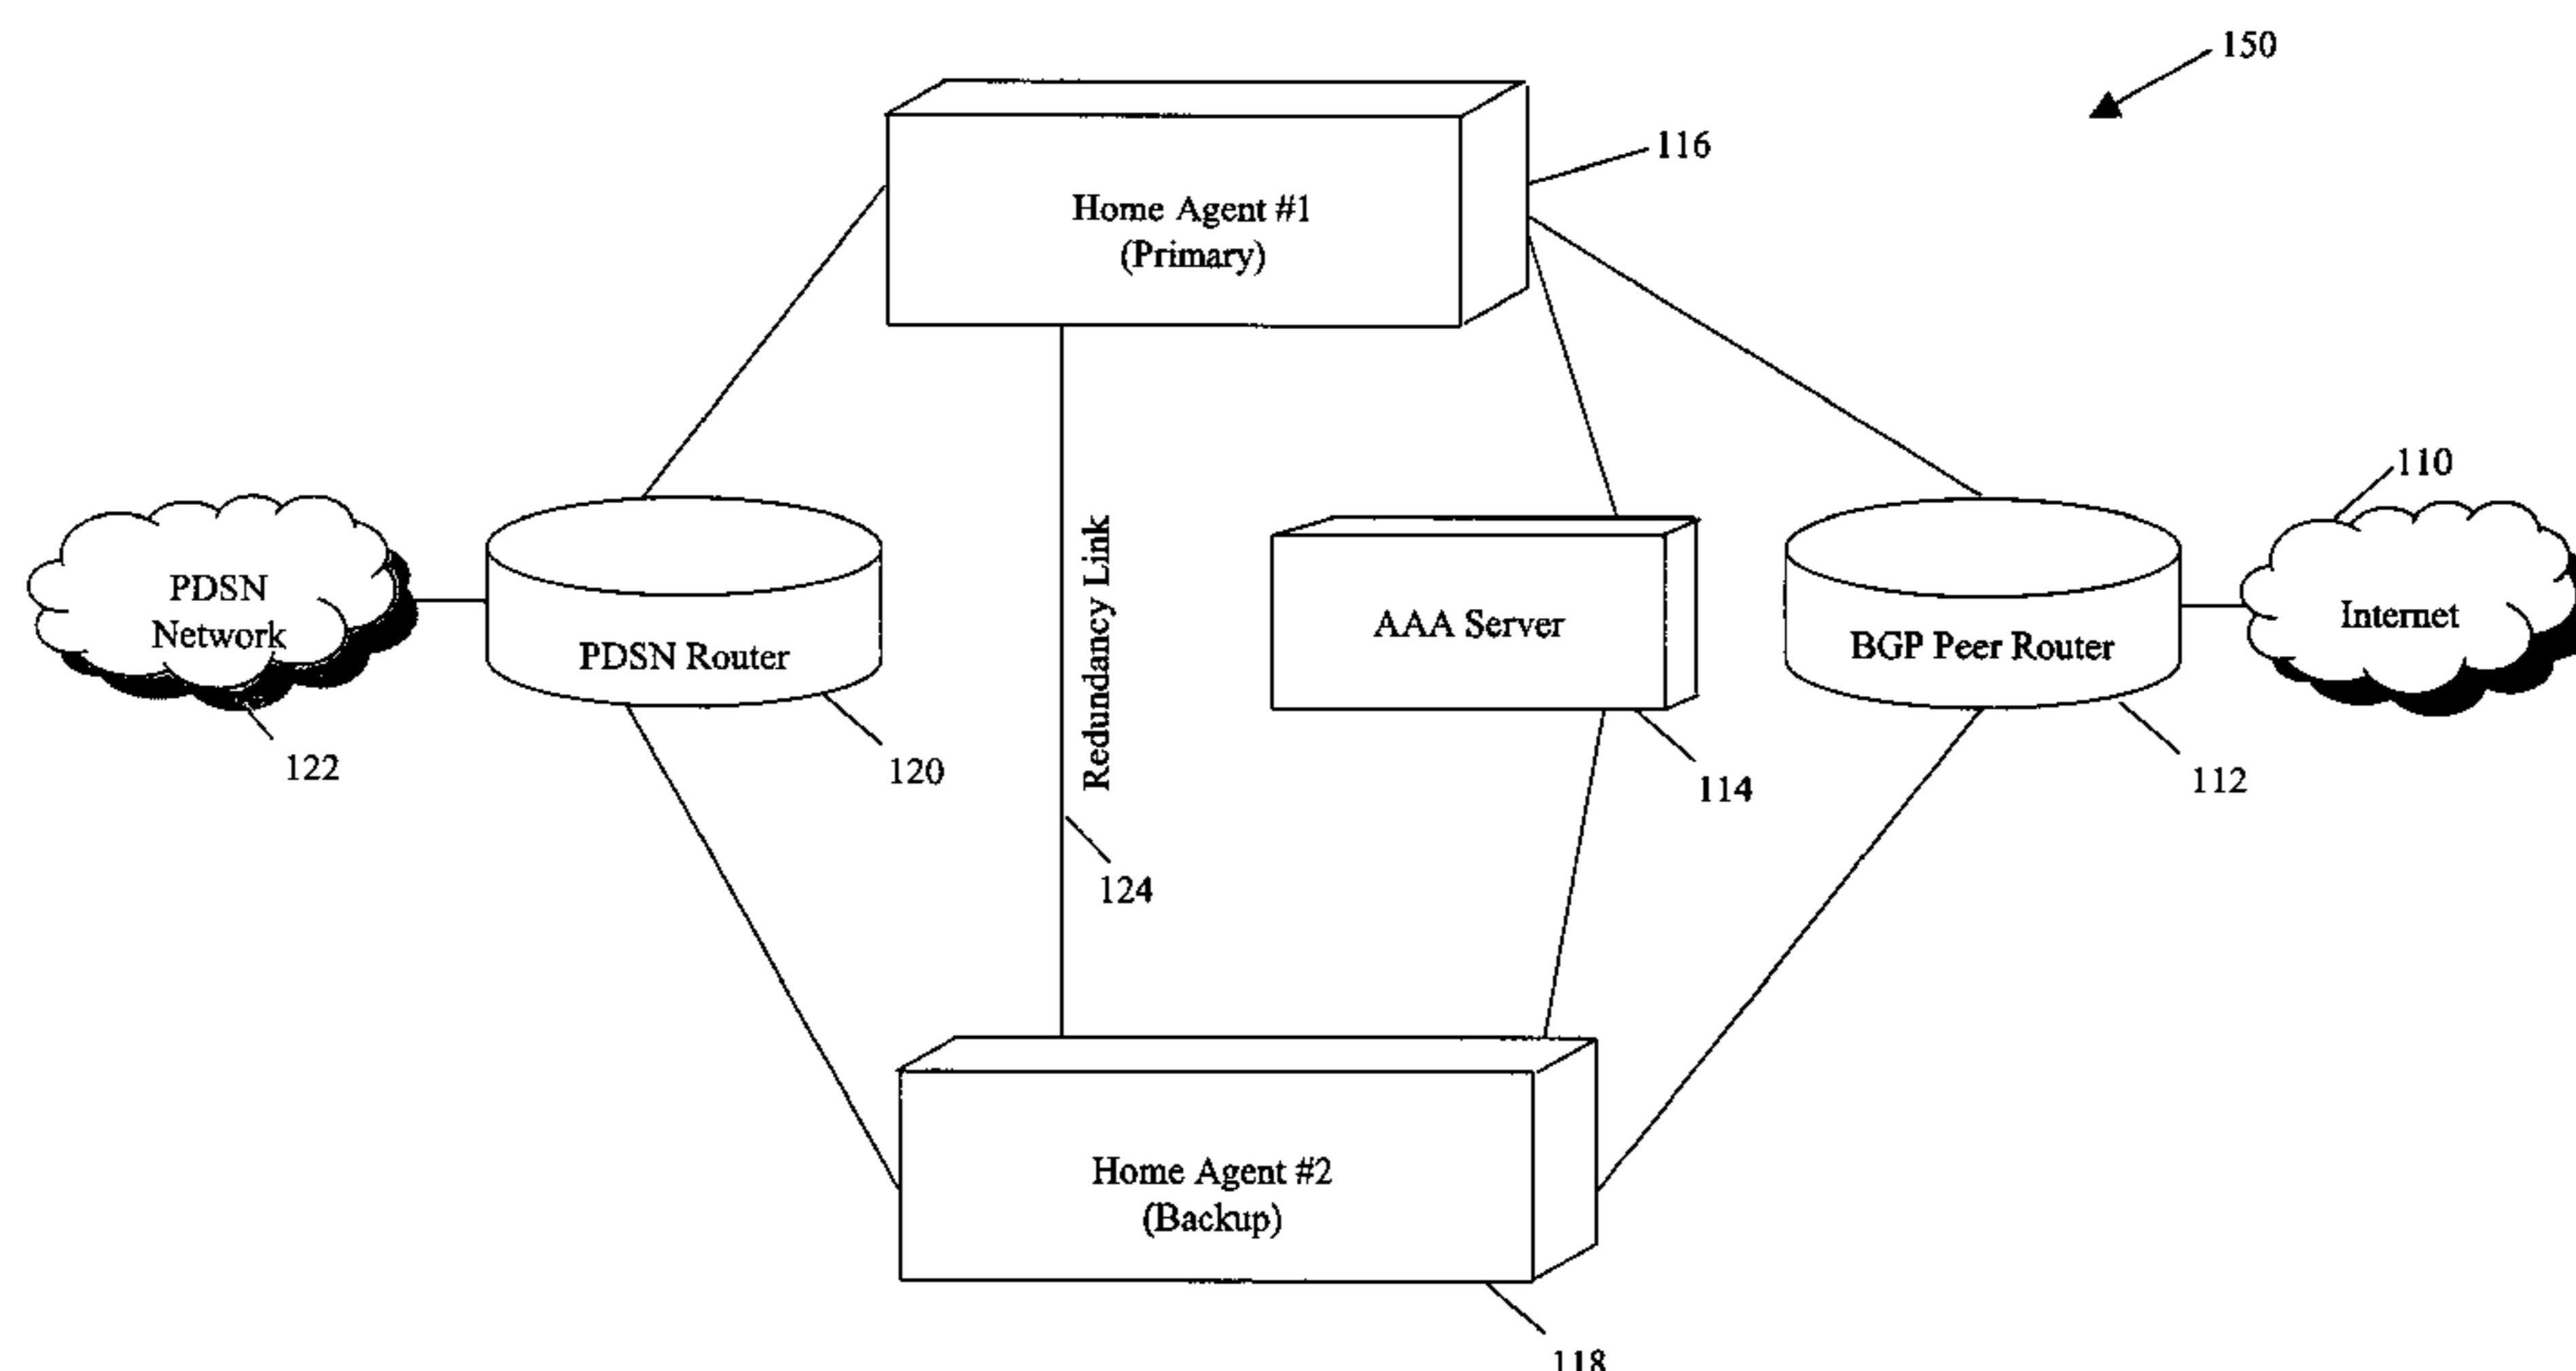 150
116
Home Agent #1
(Primary)
110
PDSN
Network
PDSN Router
Redundancy Link
AAA Server
BGP Peer Router
Internet
122
120
114
112
124
Home Agent #2
(Backup)
118